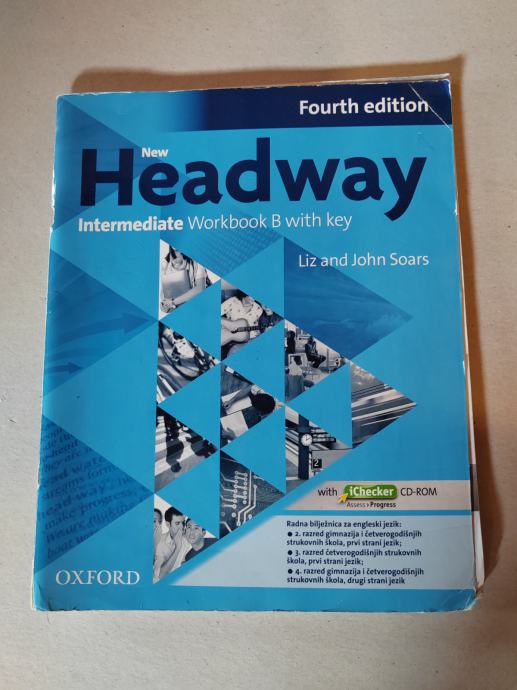 Fourth edition
New
Headway
Intermediate Workbook B with key
Liz and John Soars
2
with iChecker CD-ROM
Assess > Progress
Radna bilježnica za engleski jezik:
• 2. razred gimnazija i četverogodišnjih
strukovnih škola, prvi strani jezik;
• 3. razred četverogodišnjih strukovnih
škola, prvi strani jezik;
• 4. razred gimnazija i četverogodišnjih
strukovnih škola, drugi strani jezik
OXFORD